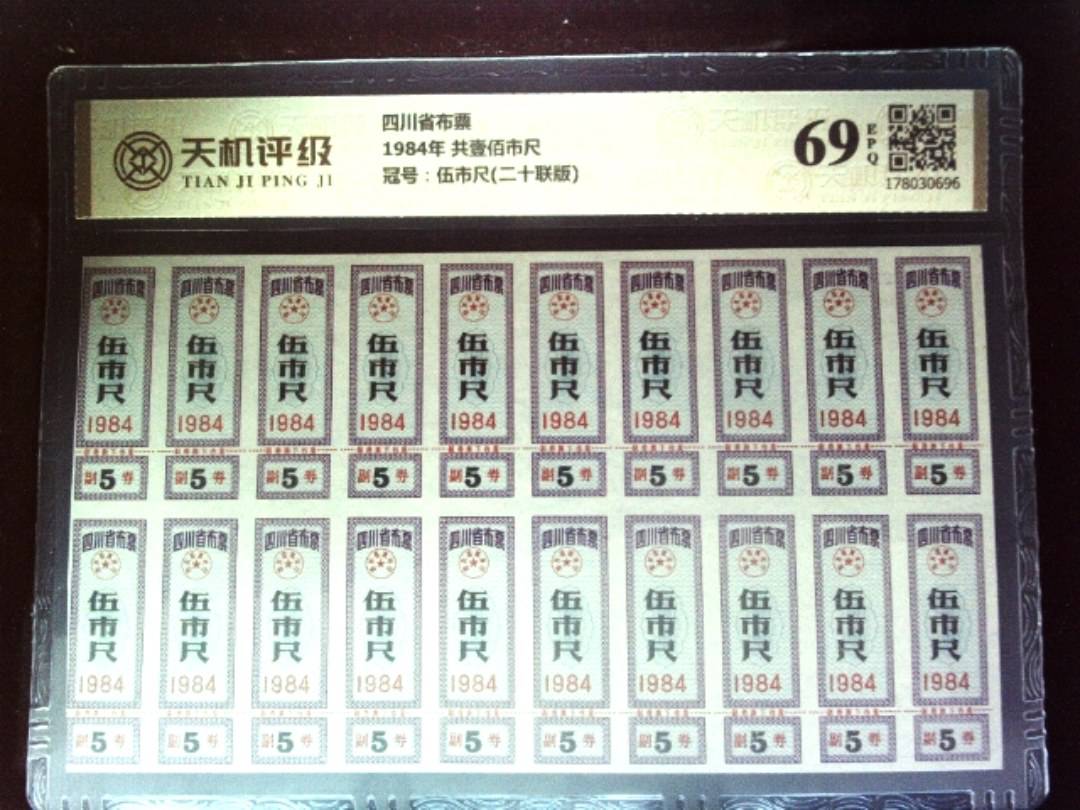 天机评级
TIAN JI PING JI
四川省布票
1984年 共壹佰市尺
冠号：伍市尺(二十联版)
69
EPQ
178030696
四川省布票 四川省布票 四川省布票 四川省布票 四川省布票 四川省布票 四川省布票 四川省布票 四川省布票 四川省布票
伍市尺 伍市尺 伍市尺 伍市尺 伍市尺 伍市尺 伍市尺 伍市尺 伍市尺 伍市尺
1984 1984 1984 1984 1984 1984 1984 1984 1984 1984
副5券 副5券 副5券 副5券 副5券 副5券 副5券 副5券 副5券 副5券
四川省布票 四川省布票 四川省布票 四川省布票 四川省布票 四川省布票 四川省布票 四川省布票 四川省布票 四川省布票
伍市尺 伍市尺 伍市尺 伍市尺 伍市尺 伍市尺 伍市尺 伍市尺 伍市尺 伍市尺
1984 1984 1984 1984 1984 1984 1984 1984 1984 1984
副5券 副5券 副5券 副5券 副5券 副5券 副5券 副5券 副5券 副5券